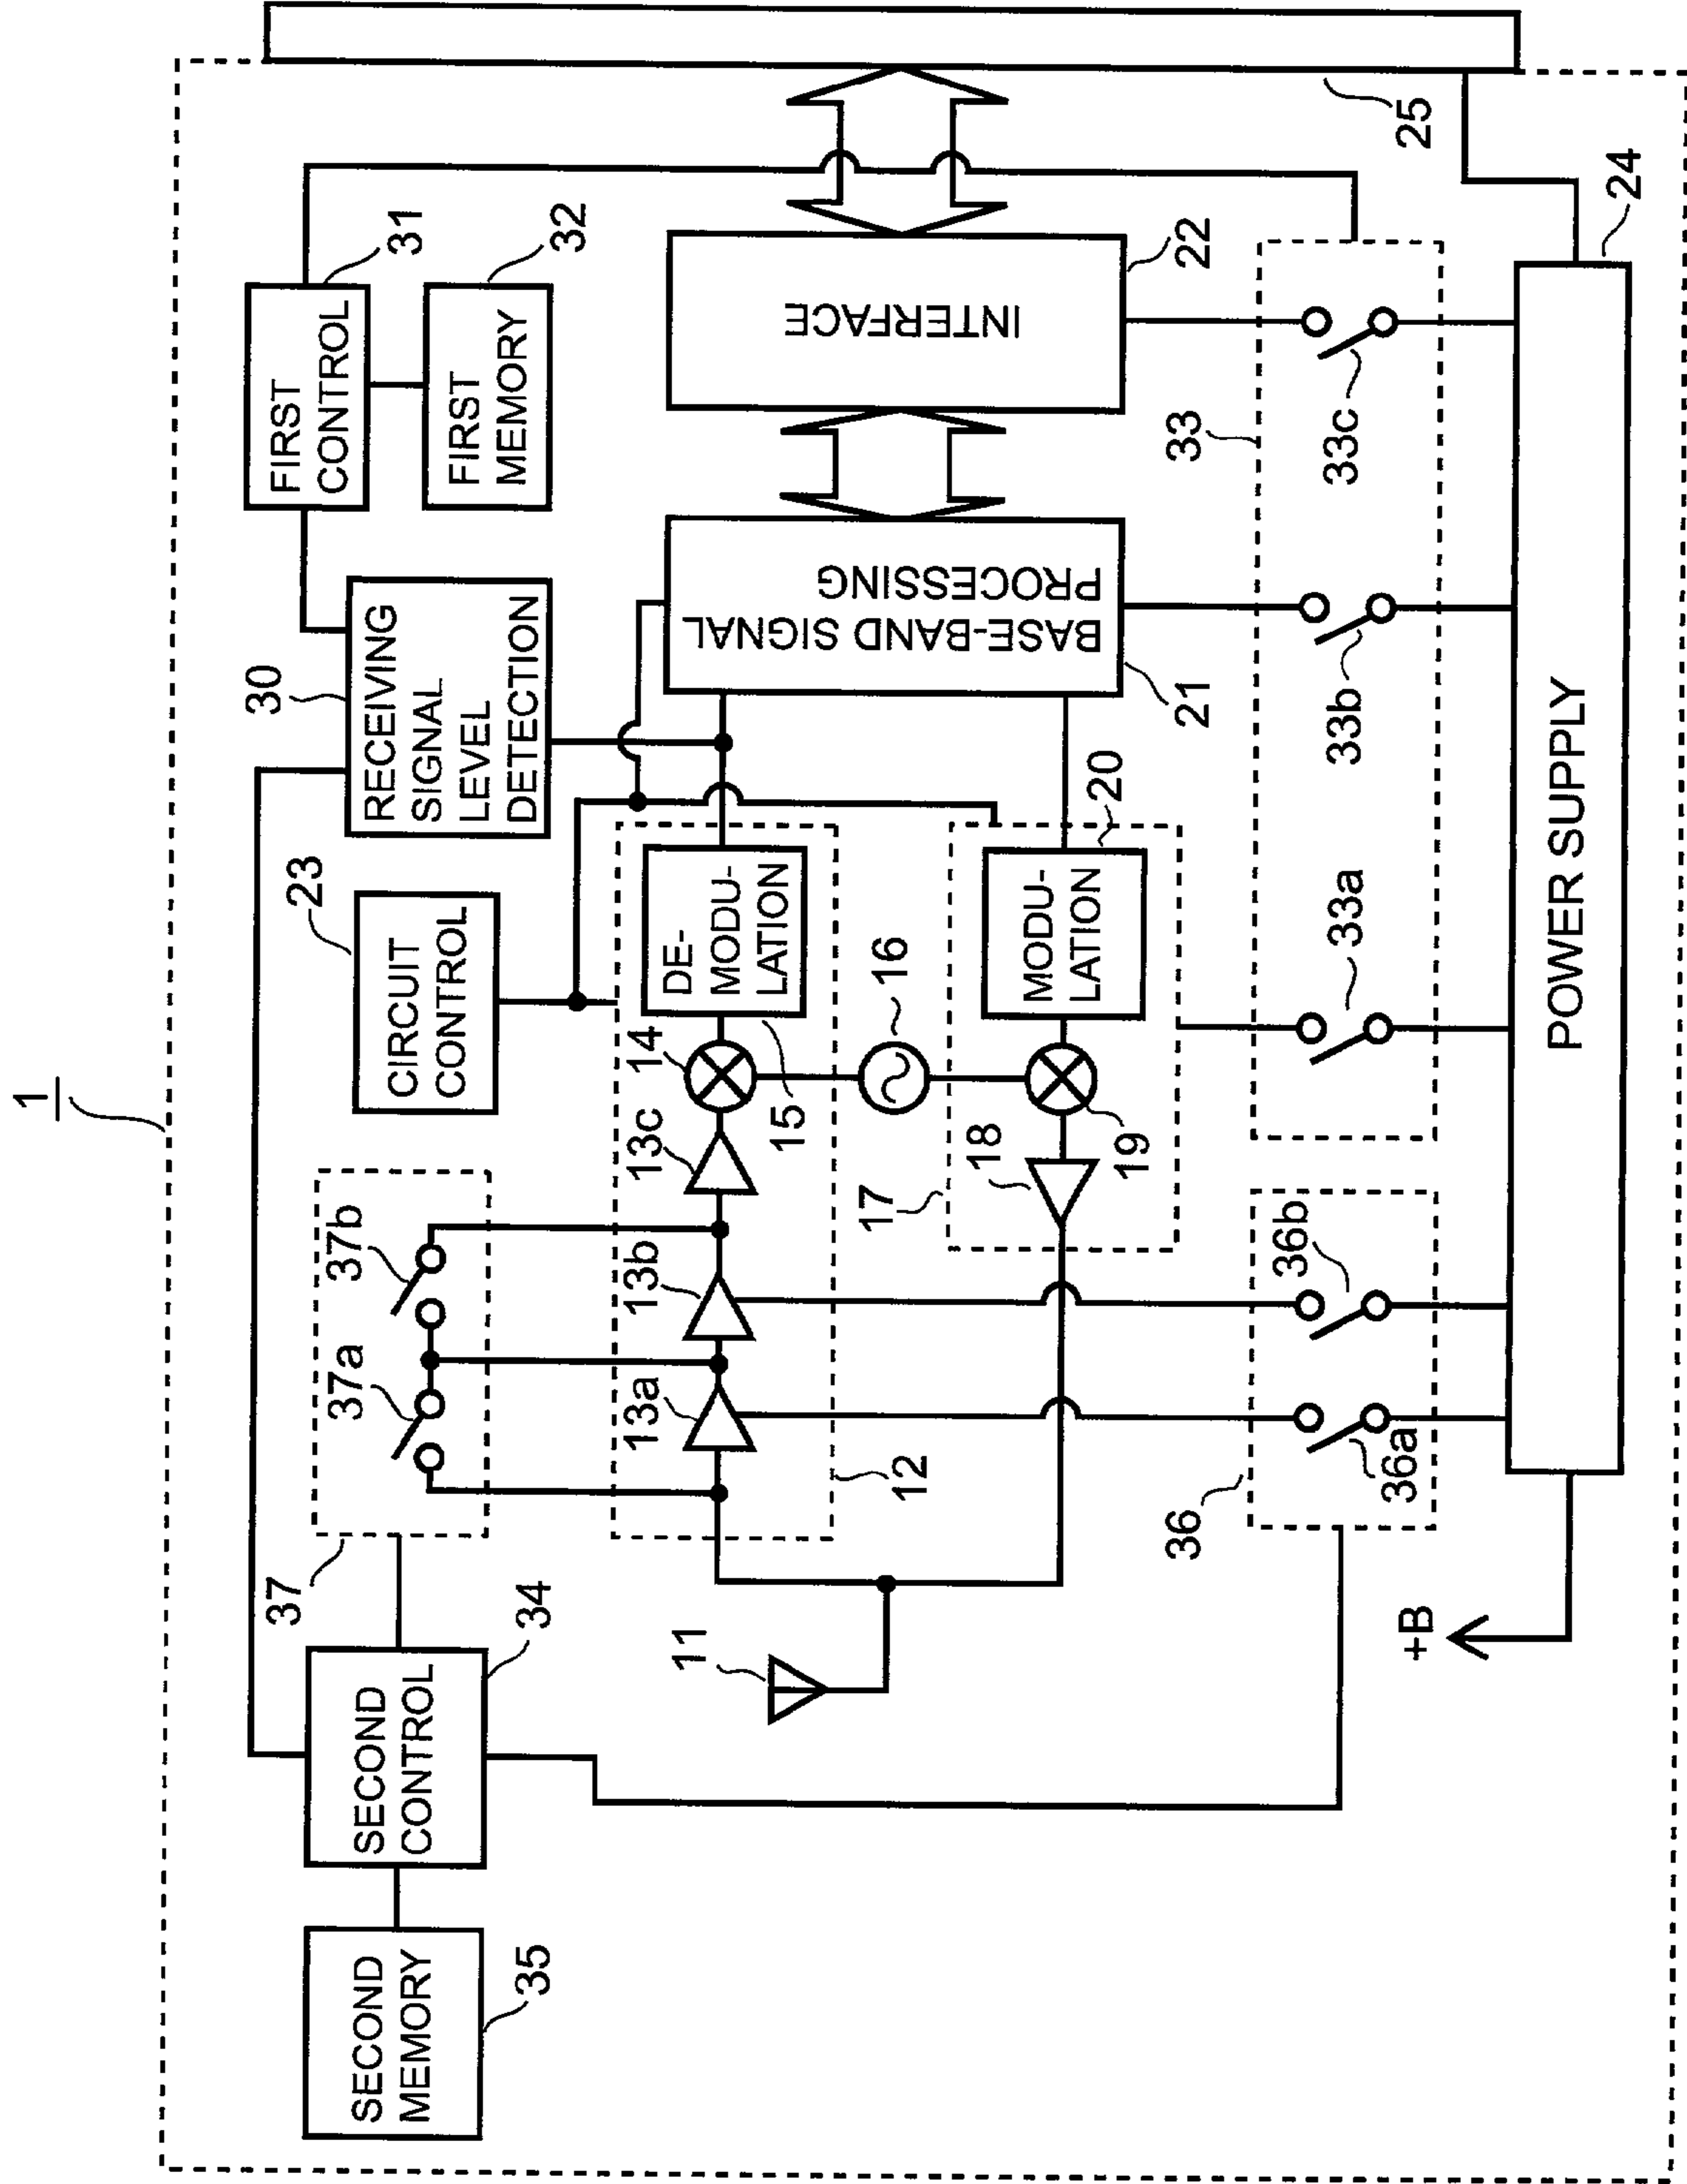 1
SECOND
MEMORY
35
SECOND
CONTROL
34
37
37a
37b
CIRCUIT
CONTROL
23
30
RECEIVING
SIGNAL
LEVEL
DETECTION
FIRST
CONTROL
31
FIRST
MEMORY
32
11
12
13a
13b
13c
14
DE-
MODU-
LATION
15
16
17
18
19
MODU-
LATION
20
BASE-BAND SIGNAL
PROCESSING
21
INTERFACE
22
25
36
36a
36b
33
33a
33b
33c
+B
POWER SUPPLY
24